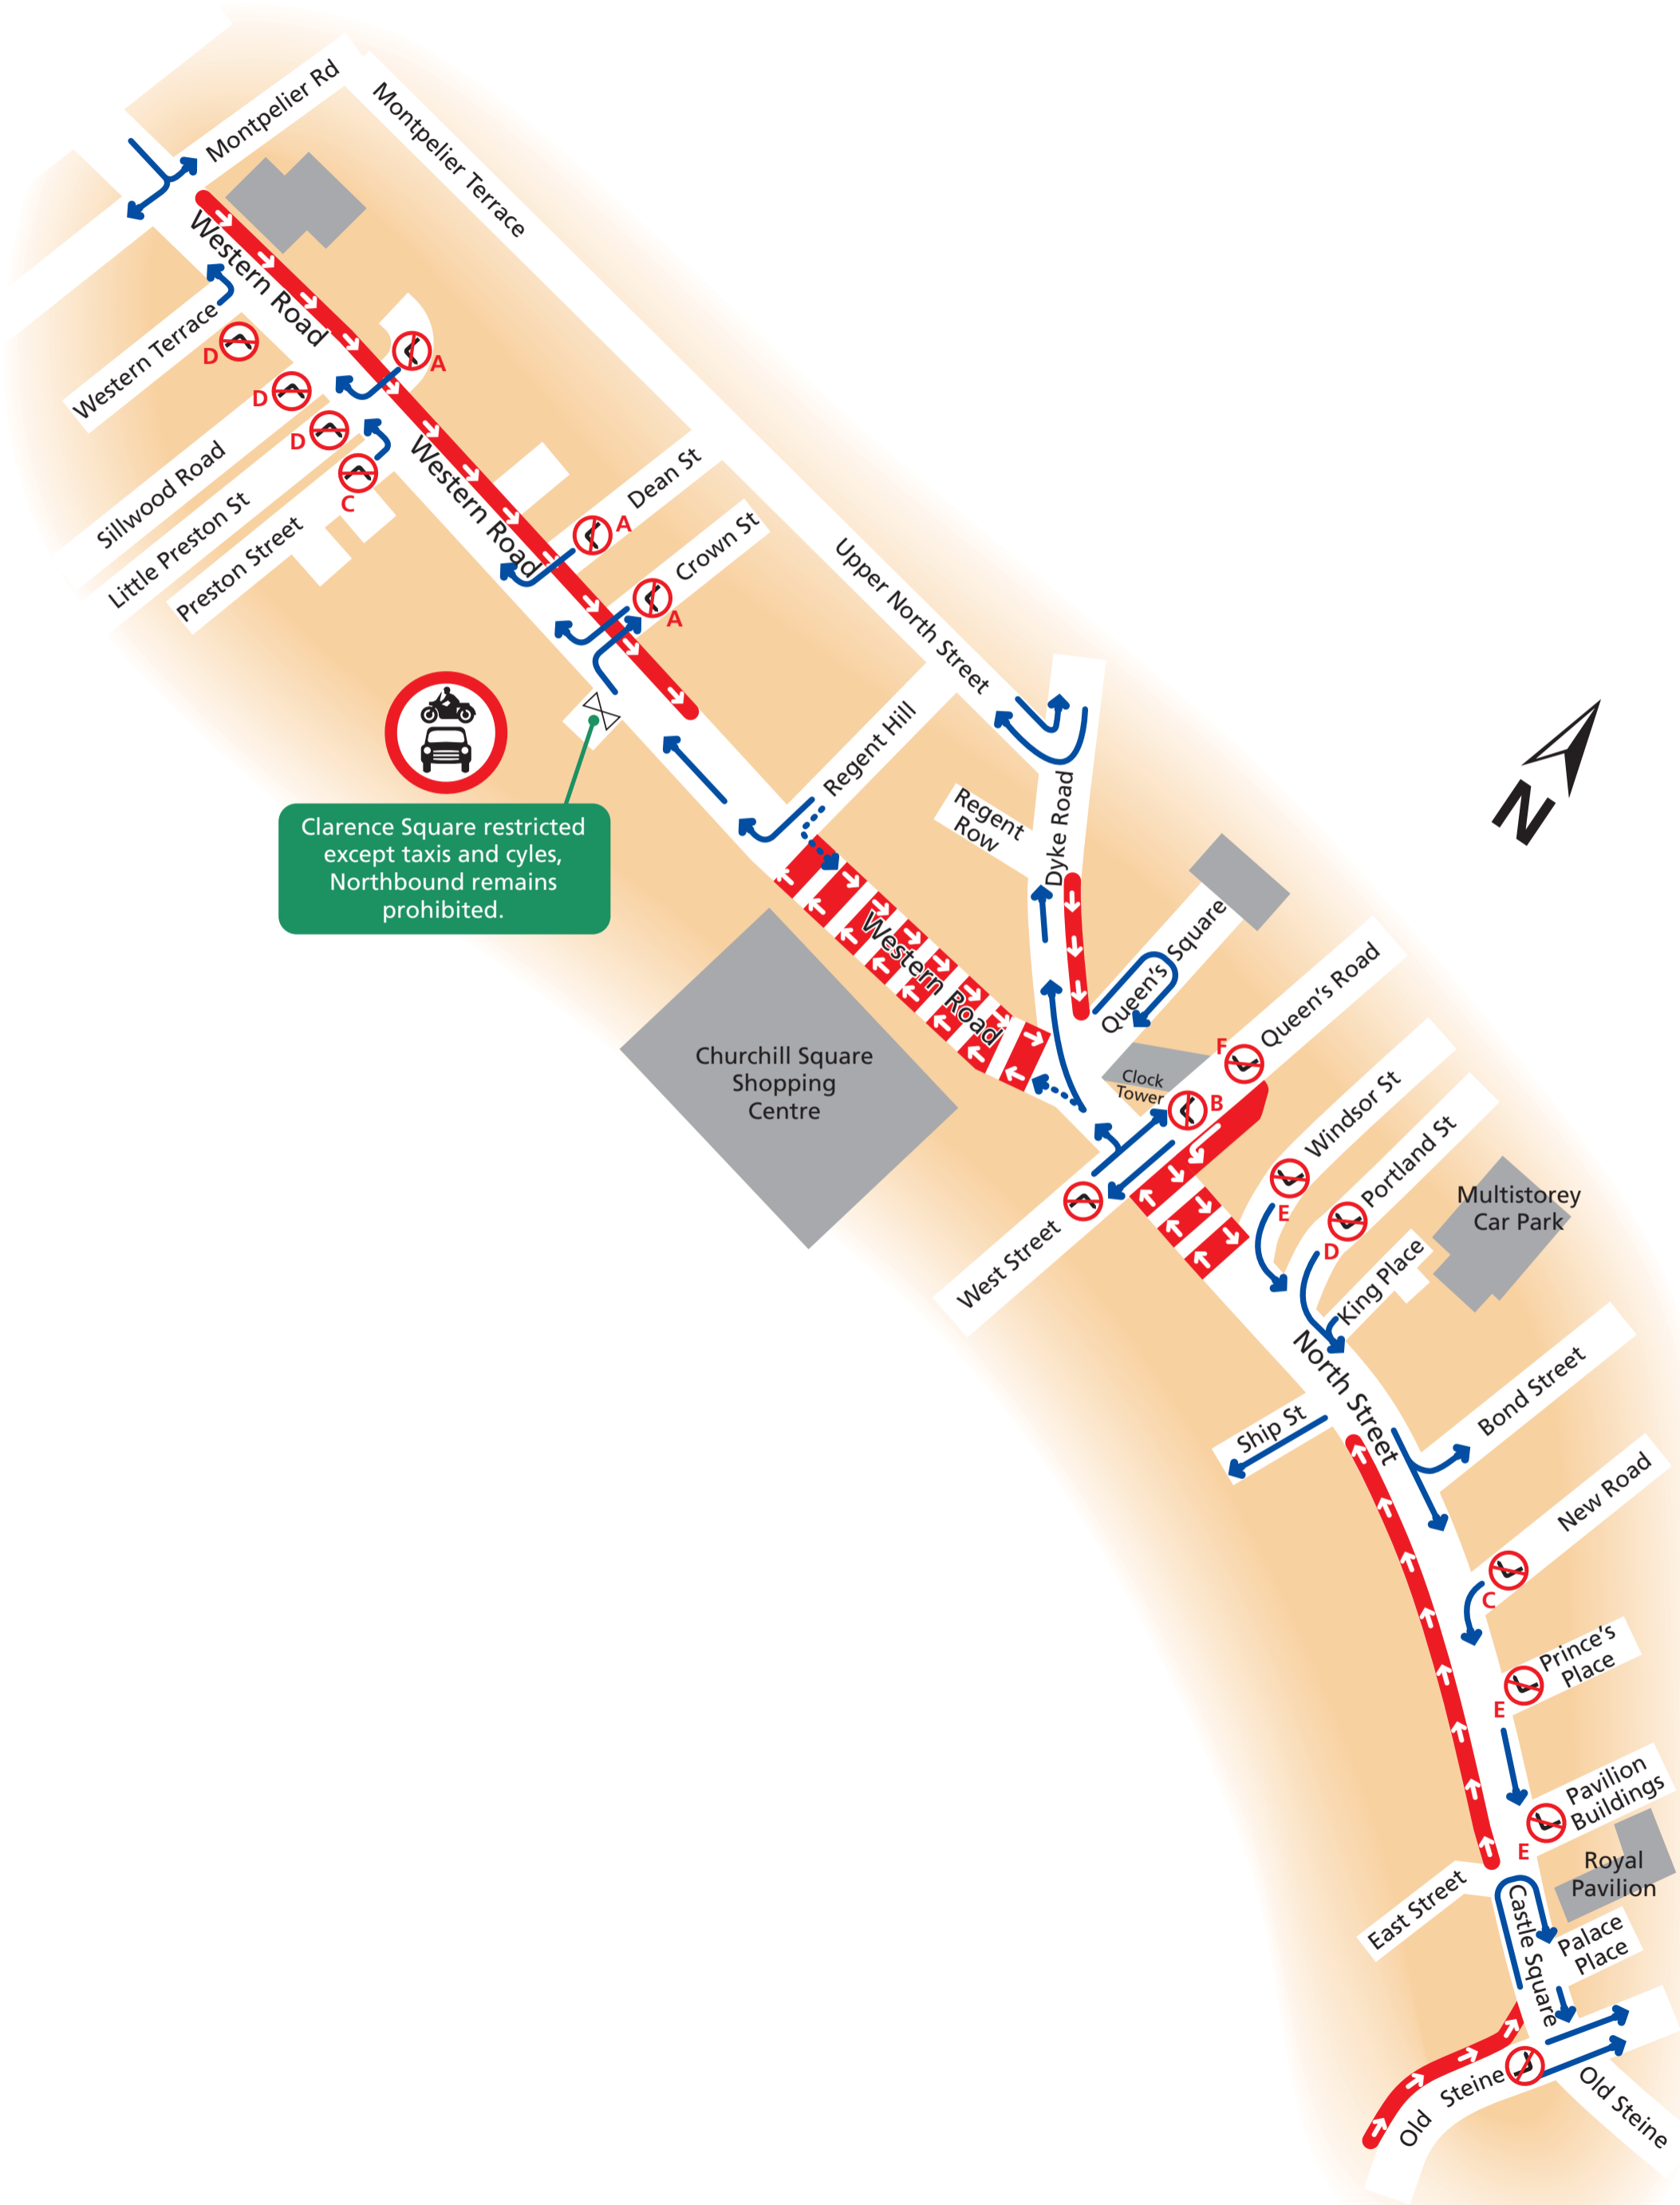 Montpelier Rd
Montpelier Terrace
Western Road
Western Terrace
D
A
D
D
C
Sillwood Road
Little Preston St
Preston Street
Western Road
Dean St
A
Crown St
A
Upper North Street
Clarence Square restricted
except taxis and cyles,
Northbound remains
prohibited.
Regent Hill
Regent
Row
Dyke Road
N
Western Road
Queen's Square
Queen's Road
F
Clock
Tower
B
Churchill Square
Shopping
Centre
Windsor St
E
Portland St
D
Multistorey
Car Park
West Street
King Place
North Street
Bond Street
Ship St
New Road
C
Prince's
Place
E
Pavilion
Buildings
E
Royal
Pavilion
East Street
Castle Square
Palace
Place
Old Steine
Old Steine